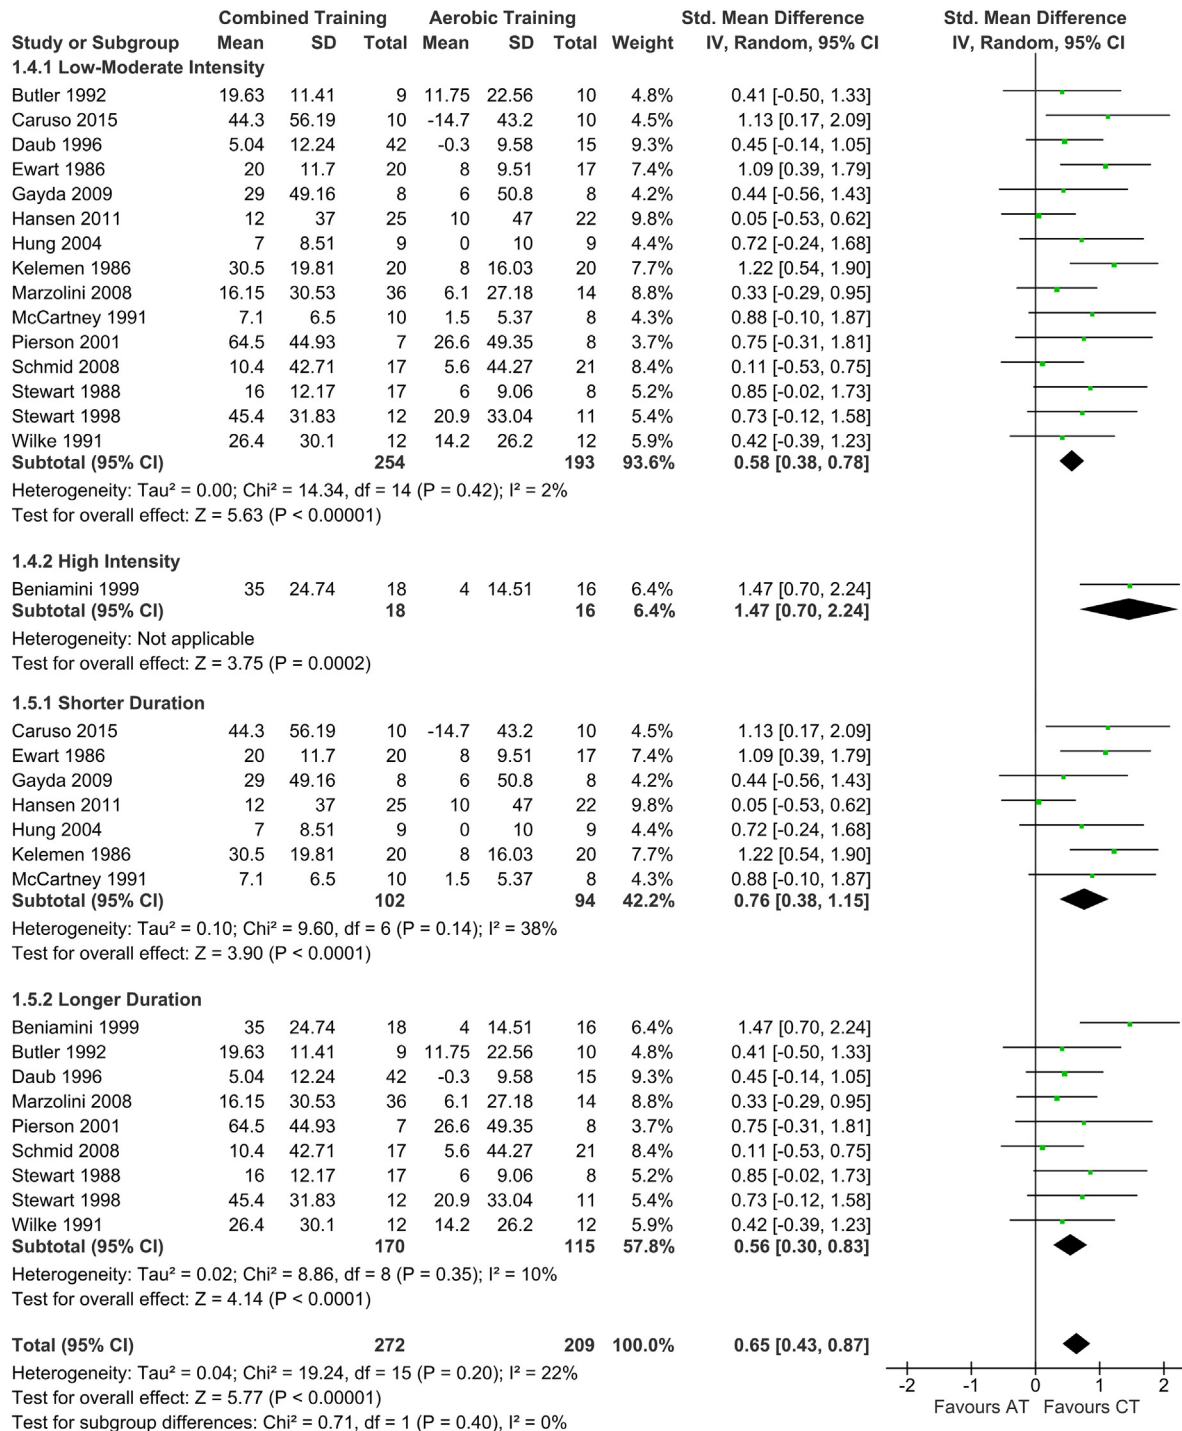 Combined Training Aerobic Training Std. Mean Difference Std. Mean Difference
Study or Subgroup Mean SD Total Mean SD Total Weight IV, Random, 95% CI IV, Random, 95% CI
1.4.1 Low-Moderate Intensity
Butler 1992 19.63 11.41 9 11.75 22.56 10 4.8% 0.41 [-0.50, 1.33]
Caruso 2015 44.3 56.19 10 -14.7 43.2 10 4.5% 1.13 [0.17, 2.09]
Daub 1996 5.04 12.24 42 -0.3 9.58 15 9.3% 0.45 [-0.14, 1.05]
Ewart 1986 20 11.7 20 8 9.51 17 7.4% 1.09 [0.39, 1.79]
Gayda 2009 29 49.16 8 6 50.8 8 4.2% 0.44 [-0.56, 1.43]
Hansen 2011 12 37 25 10 47 22 9.8% 0.05 [-0.53, 0.62]
Hung 2004 7 8.51 9 0 10 9 4.4% 0.72 [-0.24, 1.68]
Kelemen 1986 30.5 19.81 20 8 16.03 20 7.7% 1.22 [0.54, 1.90]
Marzolini 2008 16.15 30.53 36 6.1 27.18 14 8.8% 0.33 [-0.29, 0.95]
McCartney 1991 7.1 6.5 10 1.5 5.37 8 4.3% 0.88 [-0.10, 1.87]
Pierson 2001 64.5 44.93 7 26.6 49.35 8 3.7% 0.75 [-0.31, 1.81]
Schmid 2008 10.4 42.71 17 5.6 44.27 21 8.4% 0.11 [-0.53, 0.75]
Stewart 1988 16 12.17 17 6 9.06 8 5.2% 0.85 [-0.02, 1.73]
Stewart 1998 45.4 31.83 12 20.9 33.04 11 5.4% 0.73 [-0.12, 1.58]
Wilke 1991 26.4 30.1 12 14.2 26.2 12 5.9% 0.42 [-0.39, 1.23]
Subtotal (95% CI) 254 193 93.6% 0.58 [0.38, 0.78]
Heterogeneity: Tau² = 0.00; Chi² = 14.34, df = 14 (P = 0.42); I² = 2%
Test for overall effect: Z = 5.63 (P < 0.00001)
1.4.2 High Intensity
Beniamini 1999 35 24.74 18 4 14.51 16 6.4% 1.47 [0.70, 2.24]
Subtotal (95% CI) 18 16 6.4% 1.47 [0.70, 2.24]
Heterogeneity: Not applicable
Test for overall effect: Z = 3.75 (P = 0.0002)
1.5.1 Shorter Duration
Caruso 2015 44.3 56.19 10 -14.7 43.2 10 4.5% 1.13 [0.17, 2.09]
Ewart 1986 20 11.7 20 8 9.51 17 7.4% 1.09 [0.39, 1.79]
Gayda 2009 29 49.16 8 6 50.8 8 4.2% 0.44 [-0.56, 1.43]
Hansen 2011 12 37 25 10 47 22 9.8% 0.05 [-0.53, 0.62]
Hung 2004 7 8.51 9 0 10 9 4.4% 0.72 [-0.24, 1.68]
Kelemen 1986 30.5 19.81 20 8 16.03 20 7.7% 1.22 [0.54, 1.90]
McCartney 1991 7.1 6.5 10 1.5 5.37 8 4.3% 0.88 [-0.10, 1.87]
Subtotal (95% CI) 102 94 42.2% 0.76 [0.38, 1.15]
Heterogeneity: Tau² = 0.10; Chi² = 9.60, df = 6 (P = 0.14); I² = 38%
Test for overall effect: Z = 3.90 (P < 0.0001)
1.5.2 Longer Duration
Beniamini 1999 35 24.74 18 4 14.51 16 6.4% 1.47 [0.70, 2.24]
Butler 1992 19.63 11.41 9 11.75 22.56 10 4.8% 0.41 [-0.50, 1.33]
Daub 1996 5.04 12.24 42 -0.3 9.58 15 9.3% 0.45 [-0.14, 1.05]
Marzolini 2008 16.15 30.53 36 6.1 27.18 14 8.8% 0.33 [-0.29, 0.95]
Pierson 2001 64.5 44.93 7 26.6 49.35 8 3.7% 0.75 [-0.31, 1.81]
Schmid 2008 10.4 42.71 17 5.6 44.27 21 8.4% 0.11 [-0.53, 0.75]
Stewart 1988 16 12.17 17 6 9.06 8 5.2% 0.85 [-0.02, 1.73]
Stewart 1998 45.4 31.83 12 20.9 33.04 11 5.4% 0.73 [-0.12, 1.58]
Wilke 1991 26.4 30.1 12 14.2 26.2 12 5.9% 0.42 [-0.39, 1.23]
Subtotal (95% CI) 170 115 57.8% 0.56 [0.30, 0.83]
Heterogeneity: Tau² = 0.02; Chi² = 8.86, df = 8 (P = 0.35); I² = 10%
Test for overall effect: Z = 4.14 (P < 0.0001)
Total (95% CI) 272 209 100.0% 0.65 [0.43, 0.87]
Heterogeneity: Tau² = 0.04; Chi² = 19.24, df = 15 (P = 0.20); I² = 22%
Test for overall effect: Z = 5.77 (P < 0.00001)
Test for subgroup differences: Chi² = 0.71, df = 1 (P = 0.40), I² = 0%
-2 -1 0 1 2
Favours AT Favours CT